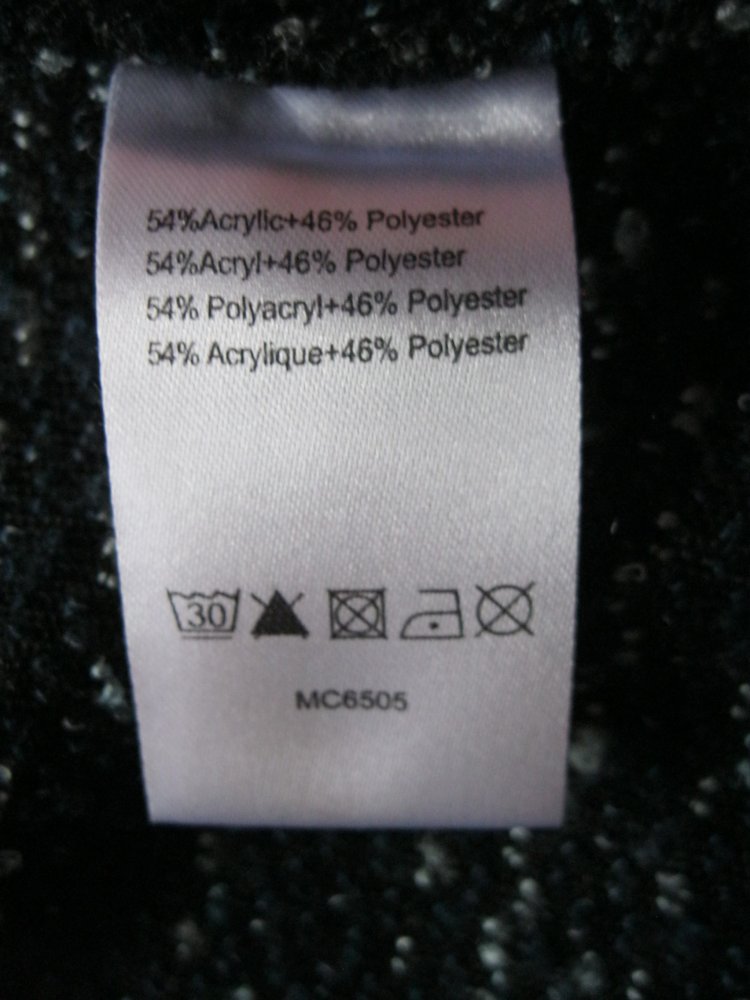 54%Acrylic+46% Polyester
54%Acryl+46% Polyester
54% Polyacryl+46% Polyester
54% Acrylique+46% Polyester
30
MC6505